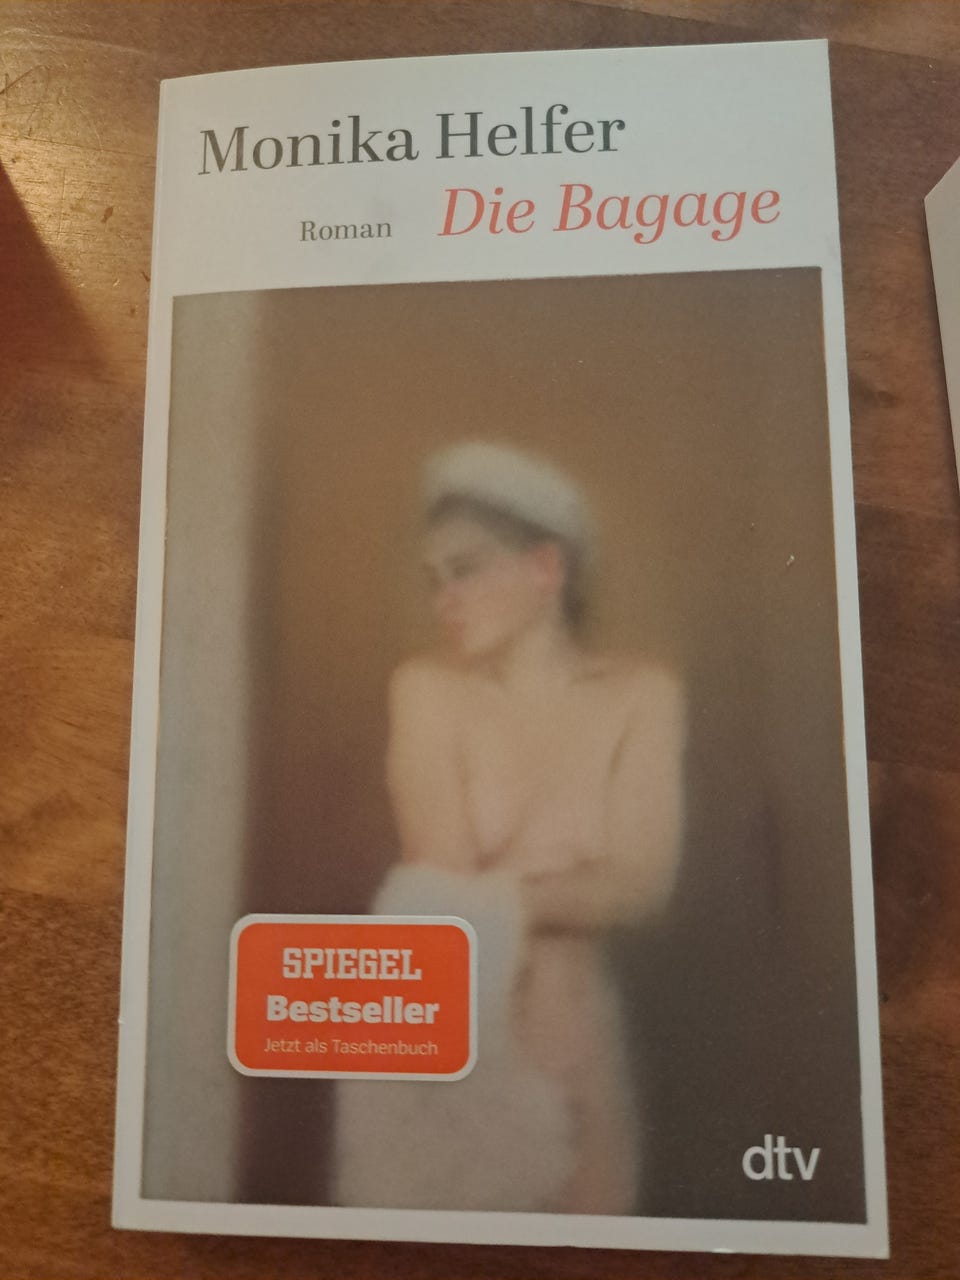 Monika Helfer
Roman Die Bagage
SPIEGEL
Bestseller
Jetzt als Taschenbuch
dtv